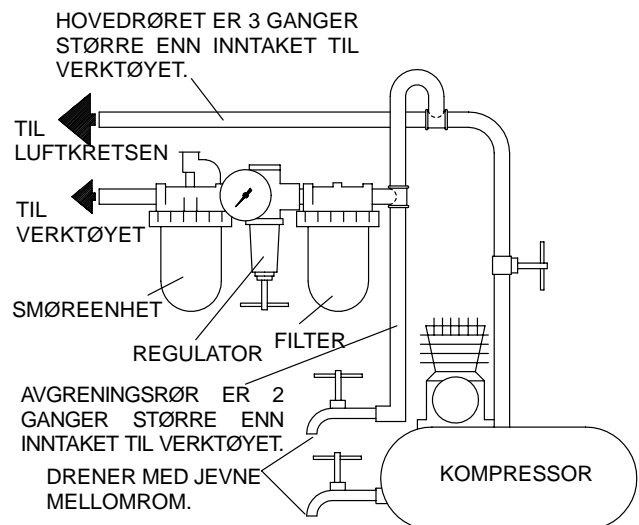 HOVEDRØRET ER 3 GANGER
STØRRE ENN INNTAKET TIL
VERKTØYET.
TIL
LUFTKRETSEN
TIL
VERKTØYET
SMØREENHET
REGULATOR
FILTER
AVGRENINGSRØR ER 2
GANGER STØRRE ENN
INNTAKET TIL VERKTØYET.
DRENER MED JEVNE
MELLOMROM.
KOMPRESSOR